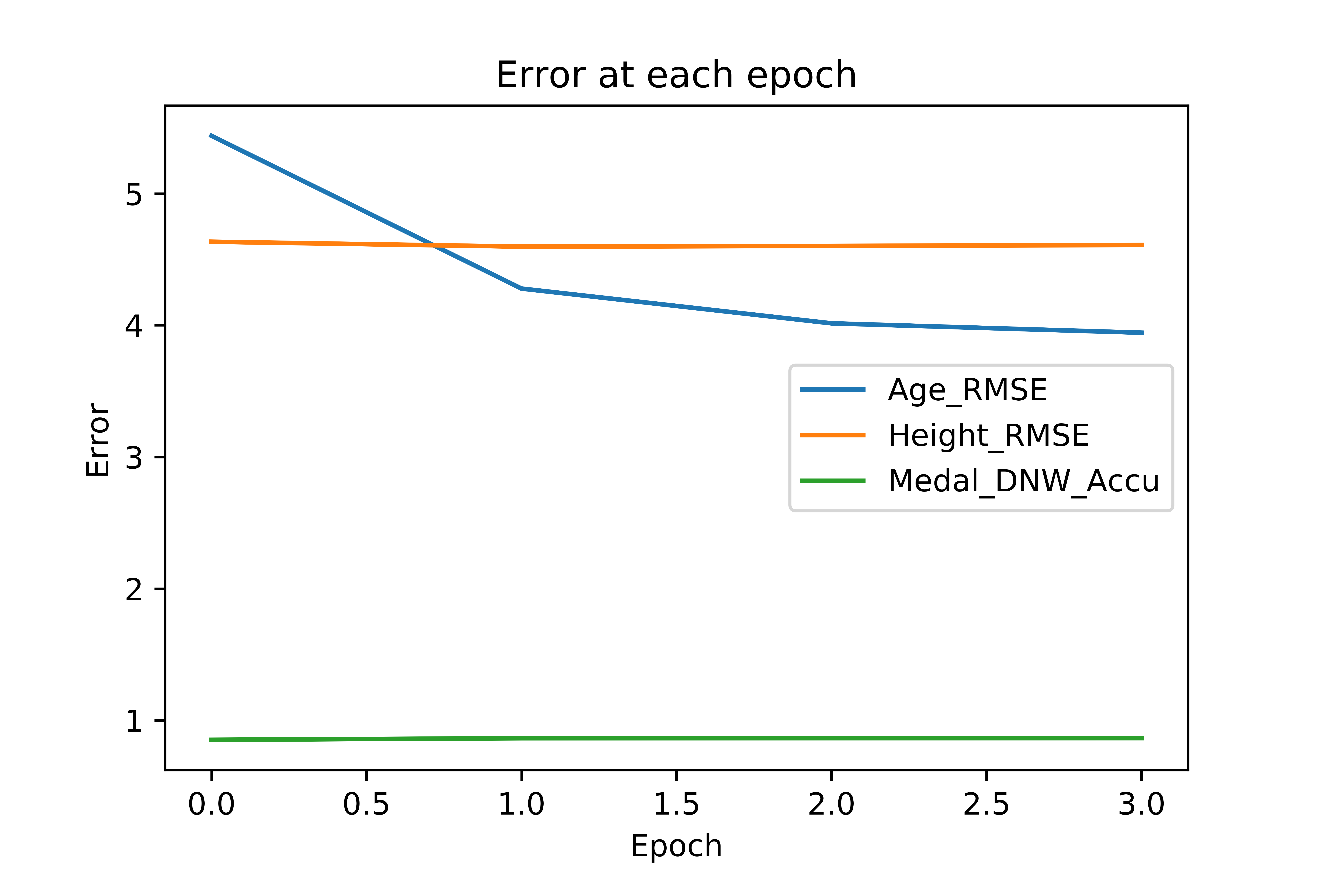 Error at each epoch
5
4
3
2
1
Error
Age_RMSE
Height_RMSE
Medal_DNW_Accu
0.0 0.5 1.0 1.5 2.0 2.5 3.0
Epoch